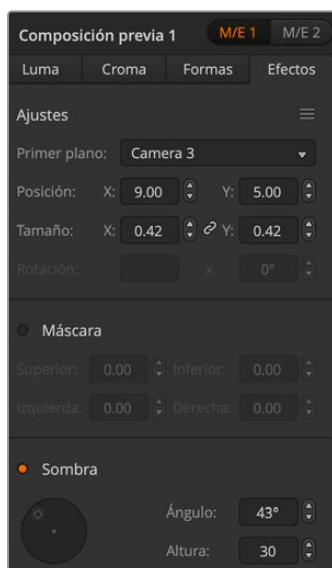 Composición previa 1 M/E 1 M/E 2
Luma Croma Formas Efectos
Ajustes
Primer plano: Camera 3
Posición: X: 9.00 Y: 5.00
Tamaño: X: 0.42 Y: 0.42
Rotación: x 0°
Máscara
Superior: 0.00 Inferior: 0.00
Izquierda: 0.00 Derecha: 0.00
Sombra
Ángulo: 43°
Altura: 30